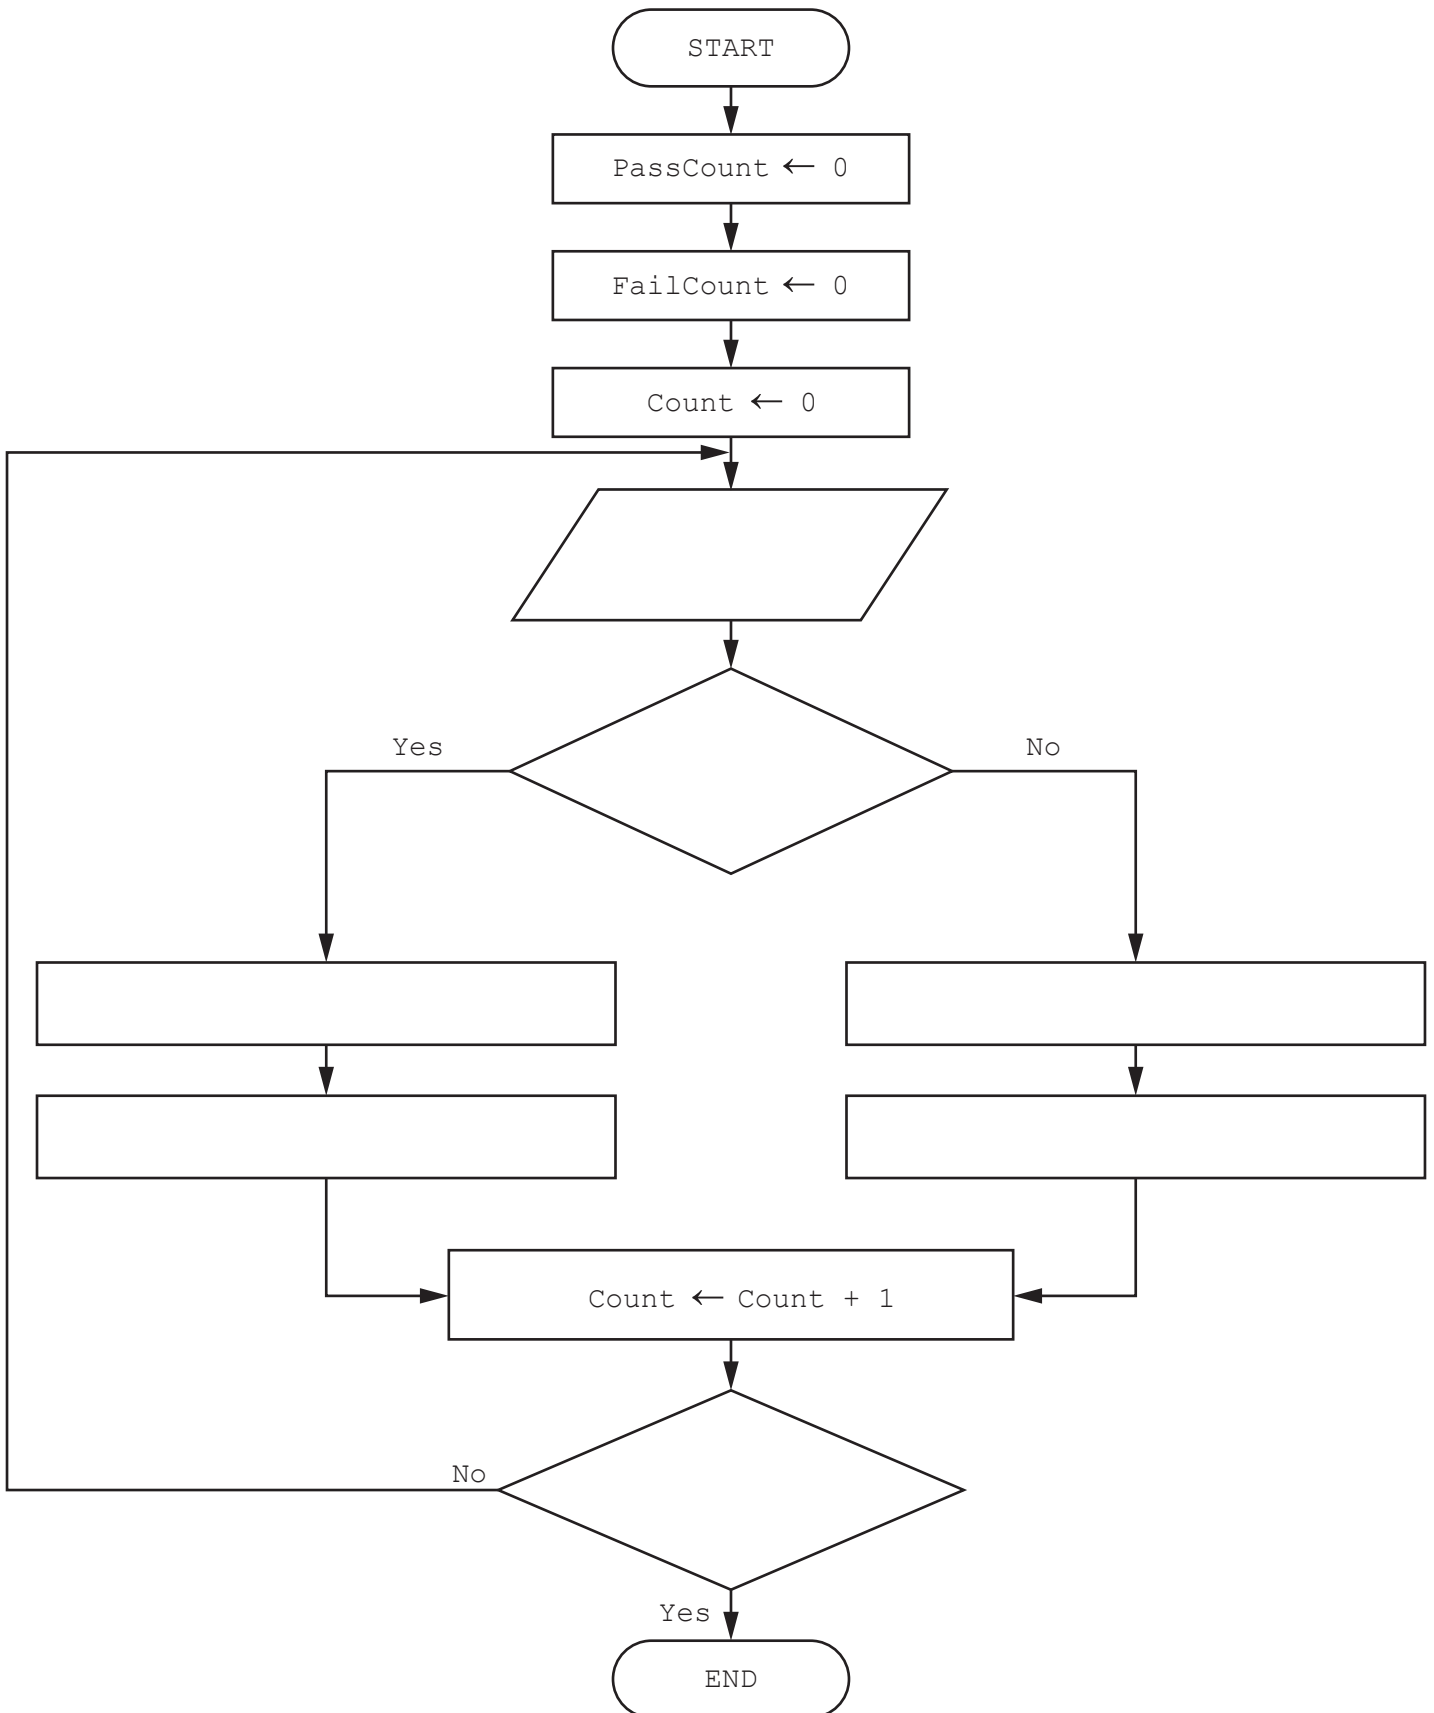 START
PassCount ← 0
FailCount ← 0
Count ← 0
Yes
No
Count ← Count + 1
No
Yes
END